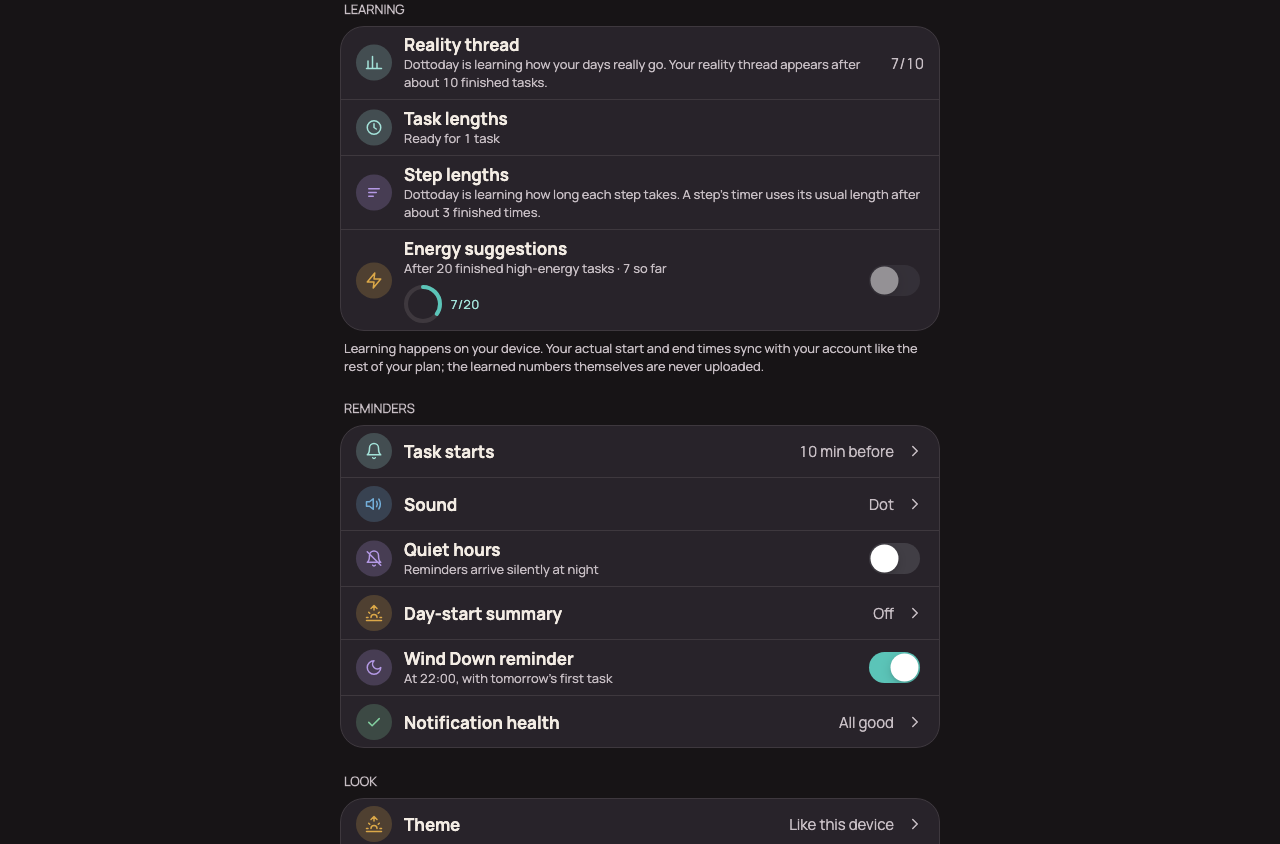 LEARNING
Reality thread
Dottoday is learning how your days really go. Your reality thread appears after
about 10 finished tasks.
7/10
Task lengths
Ready for 1 task
Step lengths
Dottoday is learning how long each step takes. A step's timer uses its usual length after
about 3 finished times.
Energy suggestions
After 20 finished high-energy tasks · 7 so far
7/20
Learning happens on your device. Your actual start and end times sync with your account like the
rest of your plan; the learned numbers themselves are never uploaded.
REMINDERS
Task starts
10 min before
Sound
Dot
Quiet hours
Reminders arrive silently at night
Day-start summary
Off
Wind Down reminder
At 22:00, with tomorrow's first task
Notification health
All good
LOOK
Theme
Like this device